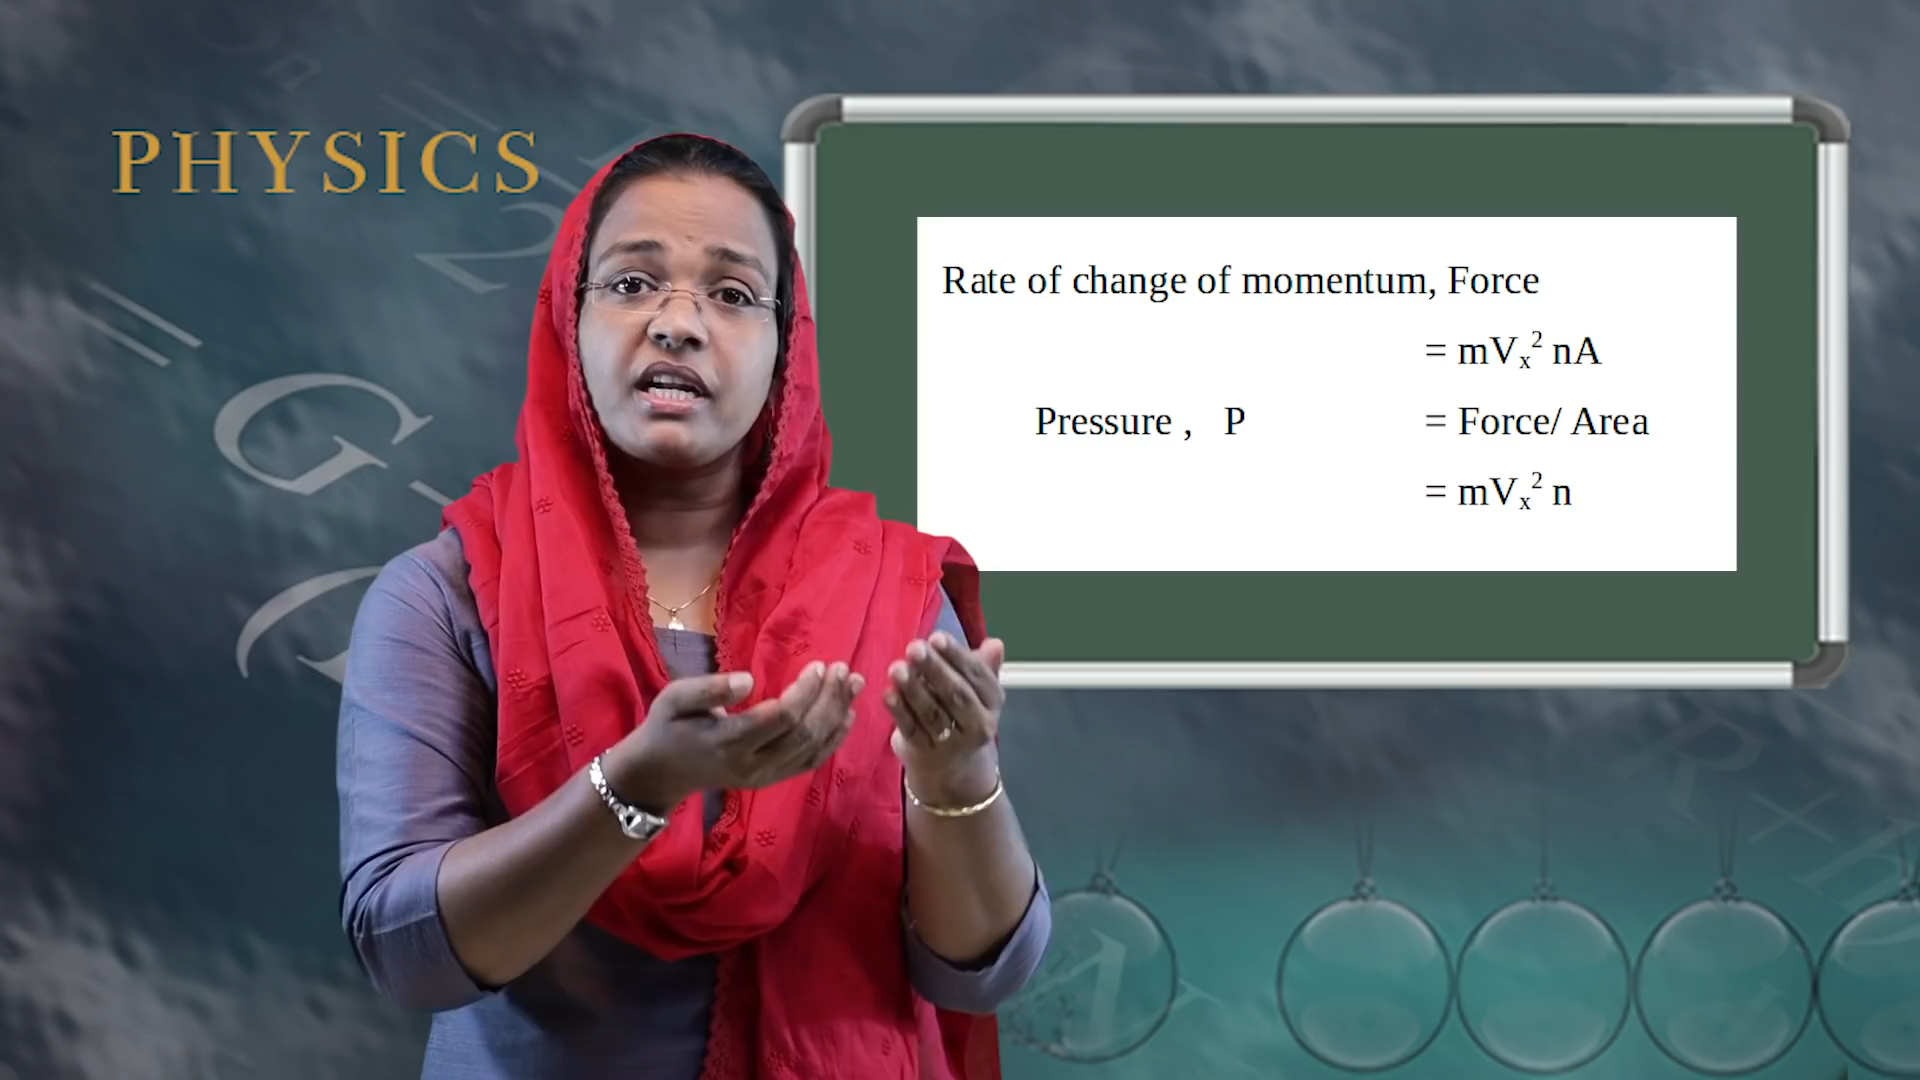 PHYSICS
Rate of change of momentum, Force
= mVₓ² nA
Pressure , P = Force/ Area
= mVₓ² n